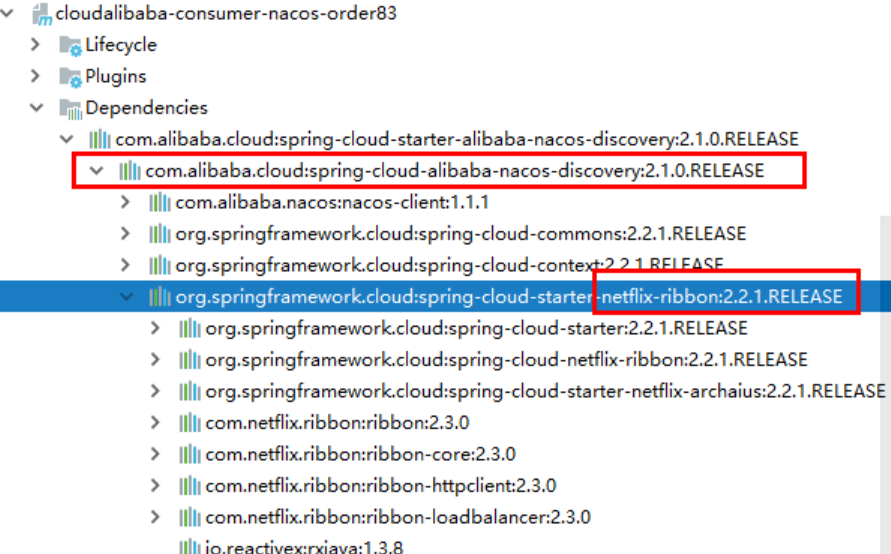 cloudalibaba-consumer-nacos-order83
Lifecycle
Plugins
Dependencies
com.alibaba.cloud:spring-cloud-starter-alibaba-nacos-discovery:2.1.0.RELEASE
com.alibaba.cloud:spring-cloud-alibaba-nacos-discovery:2.1.0.RELEASE
com.alibaba.nacos:nacos-client:1.1.1
org.springframework.cloud:spring-cloud-commons:2.2.1.RELEASE
org.springframework.cloud:spring-cloud-context:2.2.1.RELEASE
org.springframework.cloud:spring-cloud-starter-netflix-ribbon:2.2.1.RELEASE
org.springframework.cloud:spring-cloud-starter:2.2.1.RELEASE
org.springframework.cloud:spring-cloud-netflix-ribbon:2.2.1.RELEASE
org.springframework.cloud:spring-cloud-starter-netflix-archaius:2.2.1.RELEASE
com.netflix.ribbon:ribbon:2.3.0
com.netflix.ribbon:ribbon-core:2.3.0
com.netflix.ribbon:ribbon-httpclient:2.3.0
com.netflix.ribbon:ribbon-loadbalancer:2.3.0
io.reactivex:rxjava:1.3.8